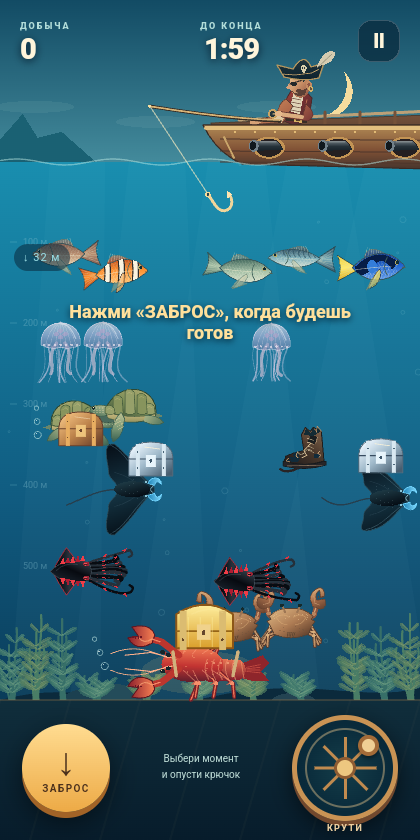 ДОБЫЧА
0
ДО КОНЦА
1:59
100 м
↓ 32 м
Нажми «ЗАБРОС», когда будешь
готов
200 м
300 м
400 м
500 м
↓
ЗАБРОС
Выбери момент
и опусти крючок
КРУТИ